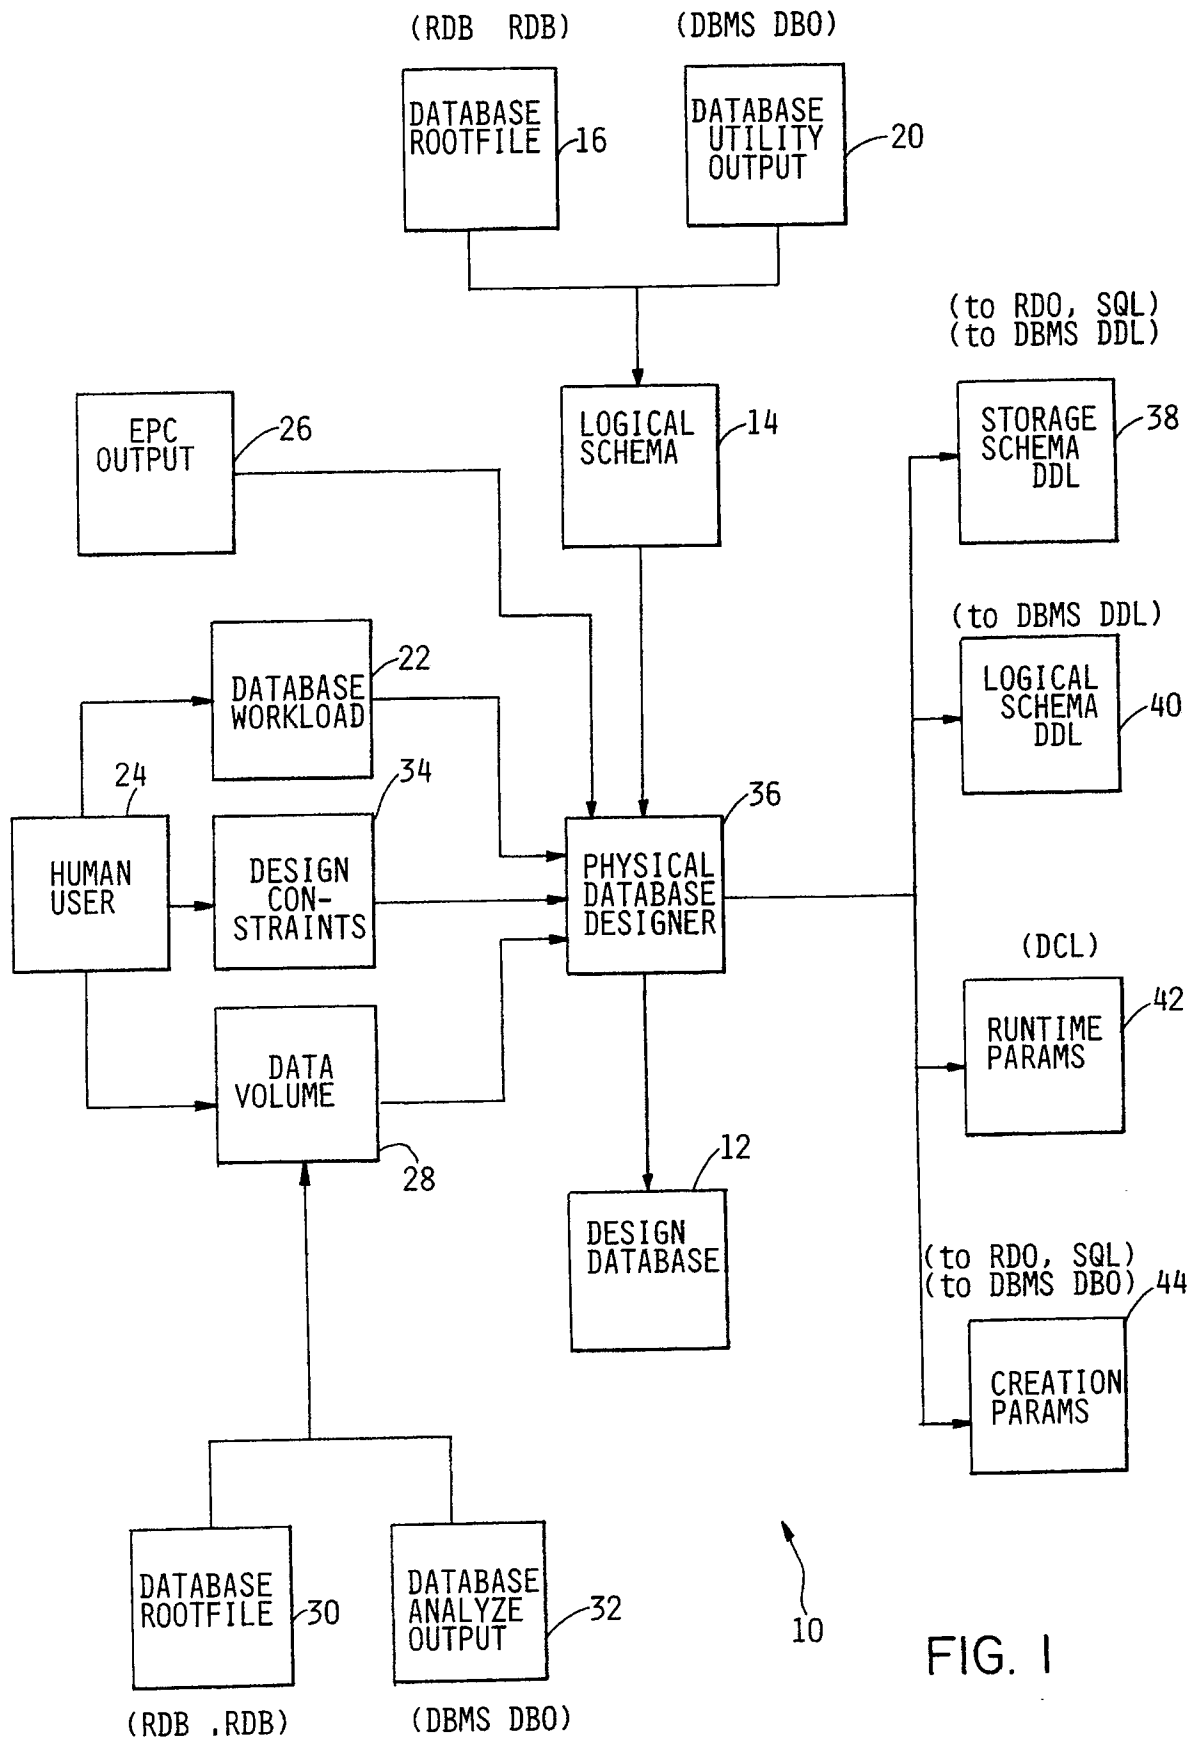 (RDB RDB)
(DBMS DBO)
DATABASE
ROOTFILE
16
DATABASE
UTILITY
OUTPUT
20
(to RDO, SQL)
(to DBMS DDL)
EPC
OUTPUT
26
LOGICAL
SCHEMA
14
STORAGE
SCHEMA
DDL
38
(to DBMS DDL)
DATABASE
WORKLOAD
22
LOGICAL
SCHEMA
DDL
40
24
HUMAN
USER
34
DESIGN
CON-
STRAINTS
36
PHYSICAL
DATABASE
DESIGNER
(DCL)
RUNTIME
PARAMS
42
DATA
VOLUME
28
12
DESIGN
DATABASE
(to RDO, SQL)
(to DBMS DBO)
44
CREATION
PARAMS
DATABASE
ROOTFILE
30
DATABASE
ANALYZE
OUTPUT
32
10
(RDB .RDB)
(DBMS DBO)
FIG. 1